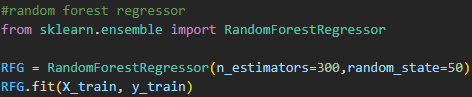 #random forest regressor
from sklearn.ensemble import RandomForestRegressor
RFG = RandomForestRegressor(n_estimators=300,random_state=50)
RFG.fit(X_train, y_train)